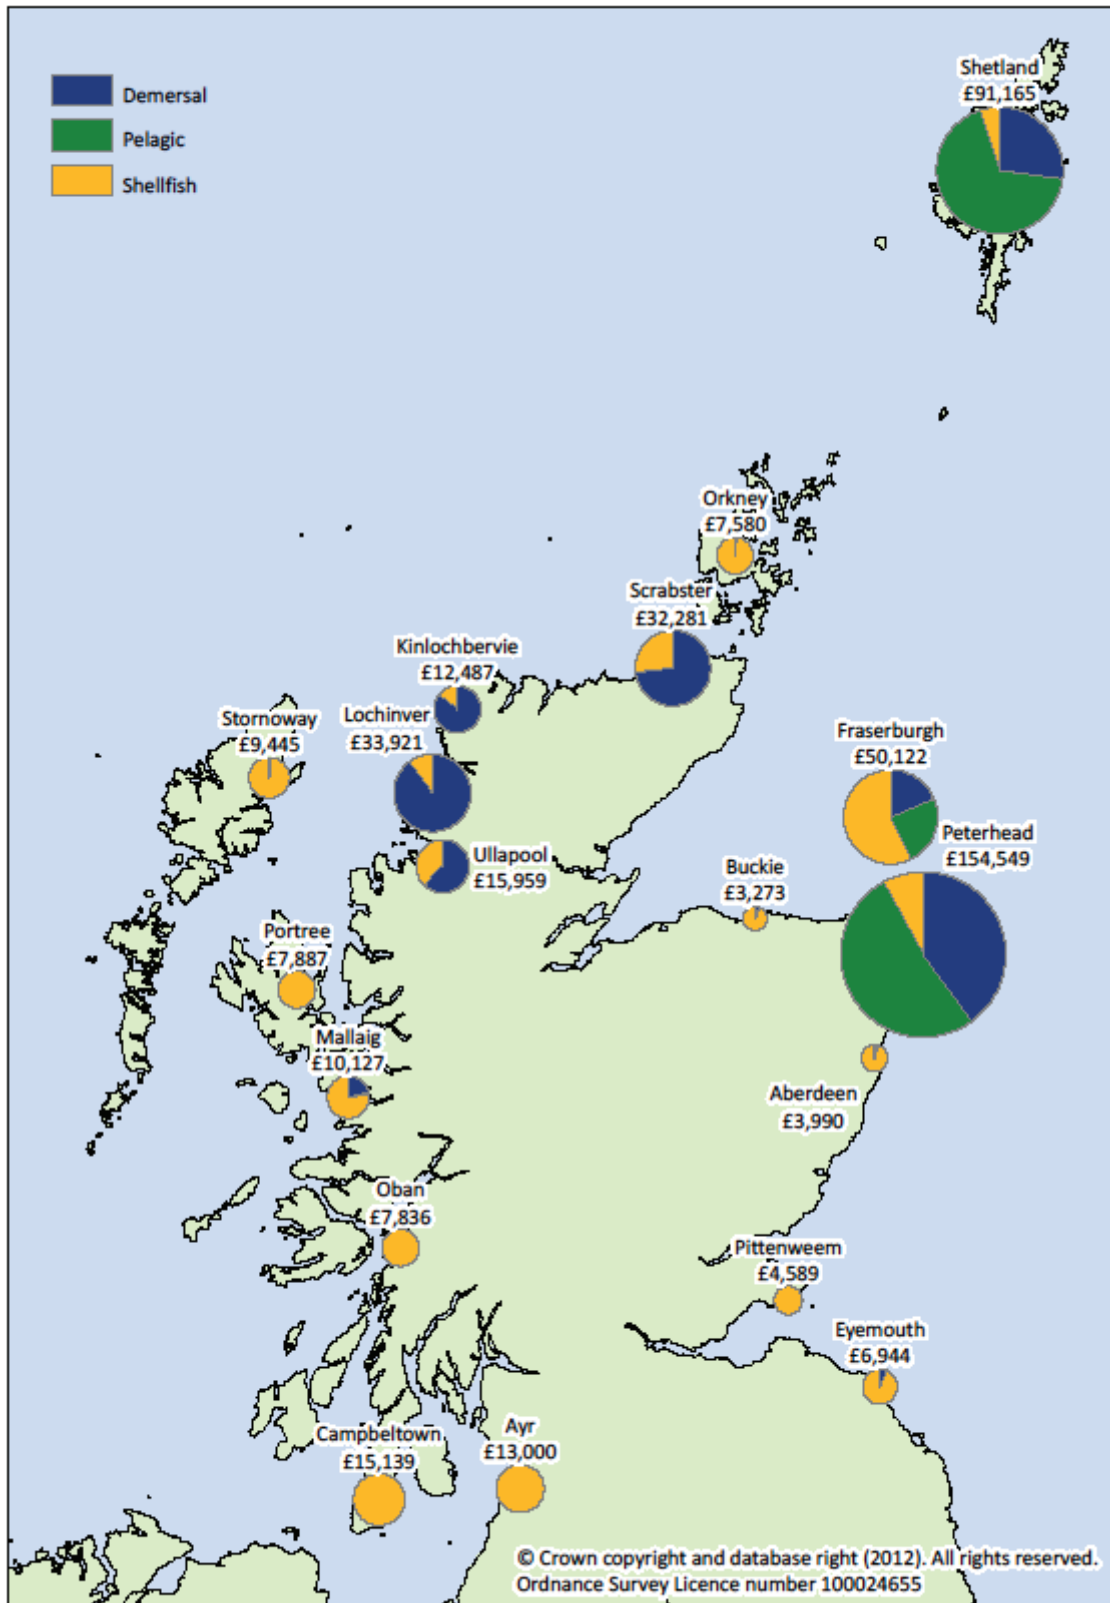 Demersal
Pelagic
Shellfish
Shetland
£91,165
Orkney
£7,580
Scrabster
£32,281
Kinlochbervie
£12,487
Lochinver
£33,921
Stornoway
£9,445
Fraserburgh
£50,122
Peterhead
£154,549
Ullapool
£15,959
Buckie
£3,273
Portree
£7,887
Mallaig
£10,127
Aberdeen
£3,990
Oban
£7,836
Pittenweem
£4,589
Eyemouth
£6,944
Campbeltown
£15,139
Ayr
£13,000
© Crown copyright and database right (2012). All rights reserved.
Ordnance Survey Licence number 100024655